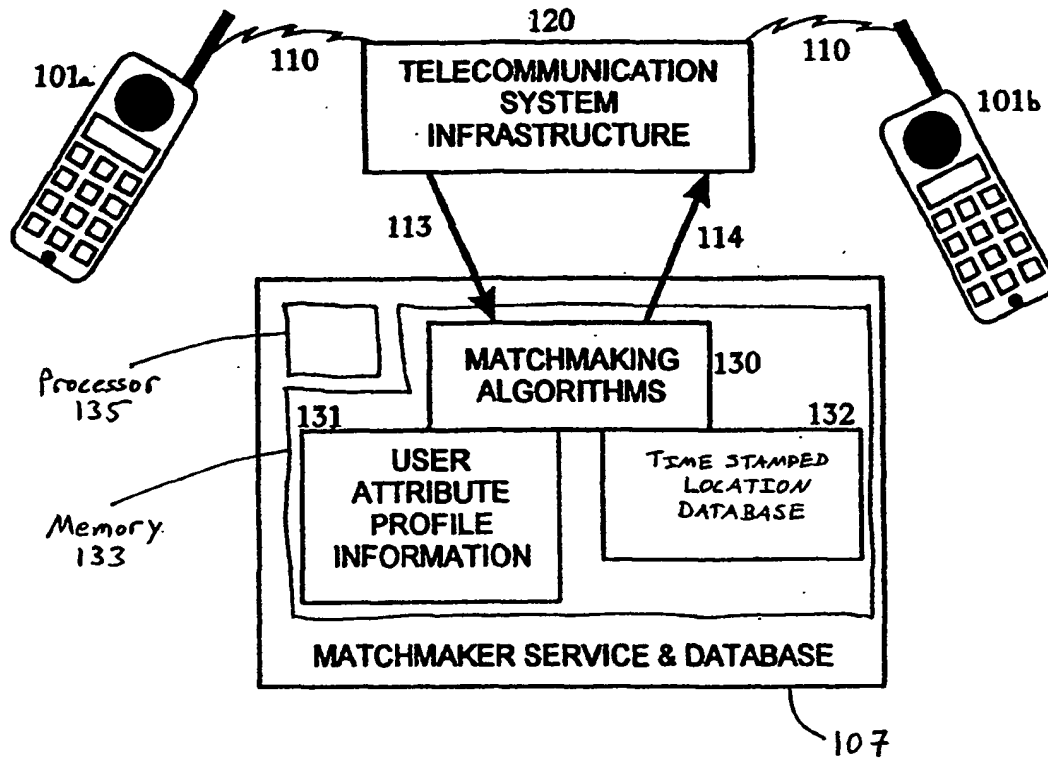 120
110
110
101a
101b
TELECOMMUNICATION
SYSTEM
INFRASTRUCTURE
113
114
MATCHMAKING
ALGORITHMS
130
Processor
135
131
132
USER
ATTRIBUTE
PROFILE
INFORMATION
TIME STAMPED
LOCATION
DATABASE
Memory
133
MATCHMAKER SERVICE & DATABASE
107